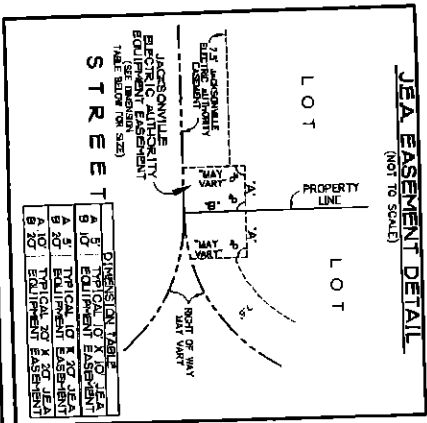 JEA EASEMENT DETAIL
(NOT TO SCALE)
LOT
LOT
PROPERTY
LINE
7.5' JACKSONVILLE
ELECTRIC AUTHORITY
EASEMENT
"A"
"A"
"MAY
VARY"
"MAY
VARY"
"B"
7.5'
JACKSONVILLE
ELECTRIC AUTHORITY
EQUIPMENT EASEMENT
(SEE DIMENSION
TABLE BELOW FOR SIZE)
RIGHT OF WAY
MAY VARY
STREET
DIMENSION TABLE
A 5' TYPICAL 10' X 10' JEA
B 10' EQUIPMENT EASEMENT
A 5' TYPICAL 10' X 20' JEA
B 20' EQUIPMENT EASEMENT
A 10' TYPICAL 20' X 20' JEA
B 20' EQUIPMENT EASEMENT